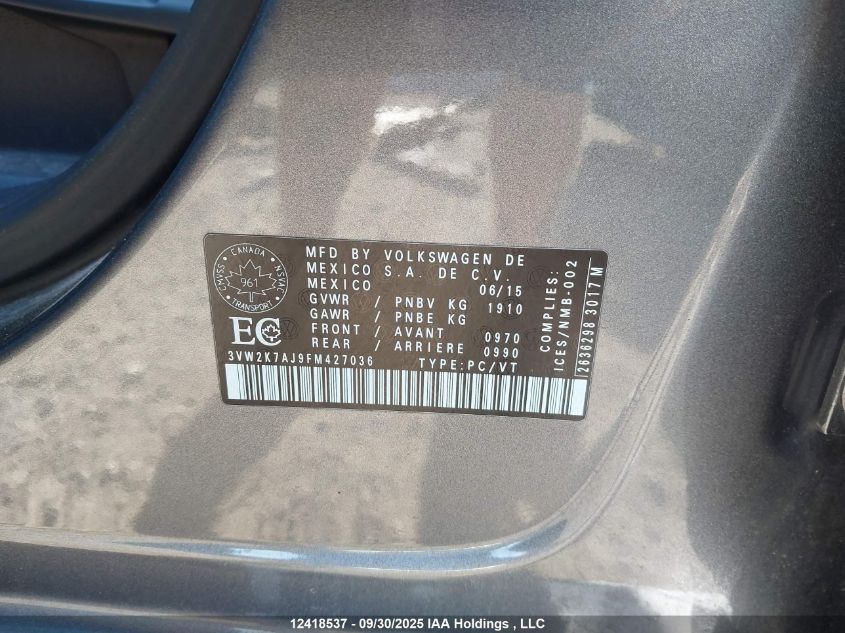 CANADA
CMVSS
NSVAC
961
TRANSPORT
MFD BY VOLKSWAGEN DE
MEXICO S.A. DE C.V.
MEXICO 06/15
GVWR / PNBV KG 1910
GAWR / PNBE KG
FRONT / AVANT 0970
REAR / ARRIERE 0990
EC
3VW2K7AJ9FM427036 TYPE:PC/VT
COMPLIES:
ICES/NMB-002
2636298 3017 M
12418537 - 09/30/2025 IAA Holdings , LLC